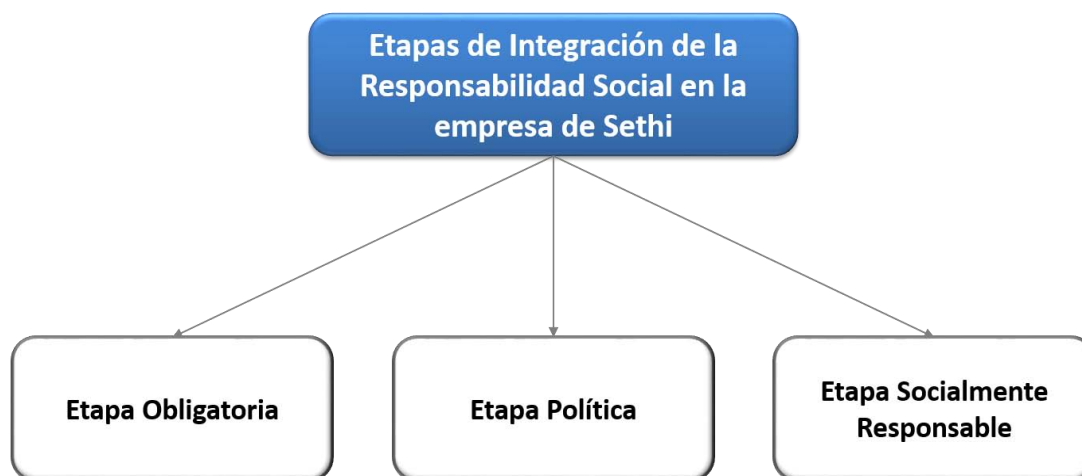 Etapas de Integración de la
Responsabilidad Social en la
empresa de Sethi
Etapa Obligatoria
Etapa Política
Etapa Socialmente
Responsable